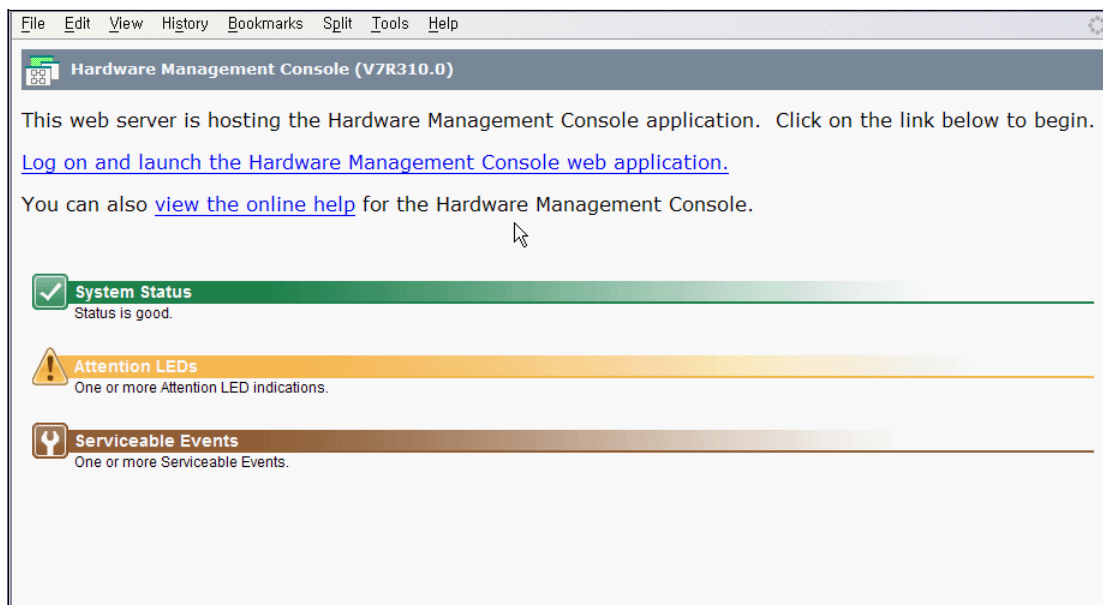 File Edit View History Bookmarks Split Tools Help
Hardware Management Console (V7R310.0)
This web server is hosting the Hardware Management Console application. Click on the link below to begin.
Log on and launch the Hardware Management Console web application.
You can also view the online help for the Hardware Management Console.
System Status
Status is good.
Attention LEDs
One or more Attention LED indications.
Serviceable Events
One or more Serviceable Events.